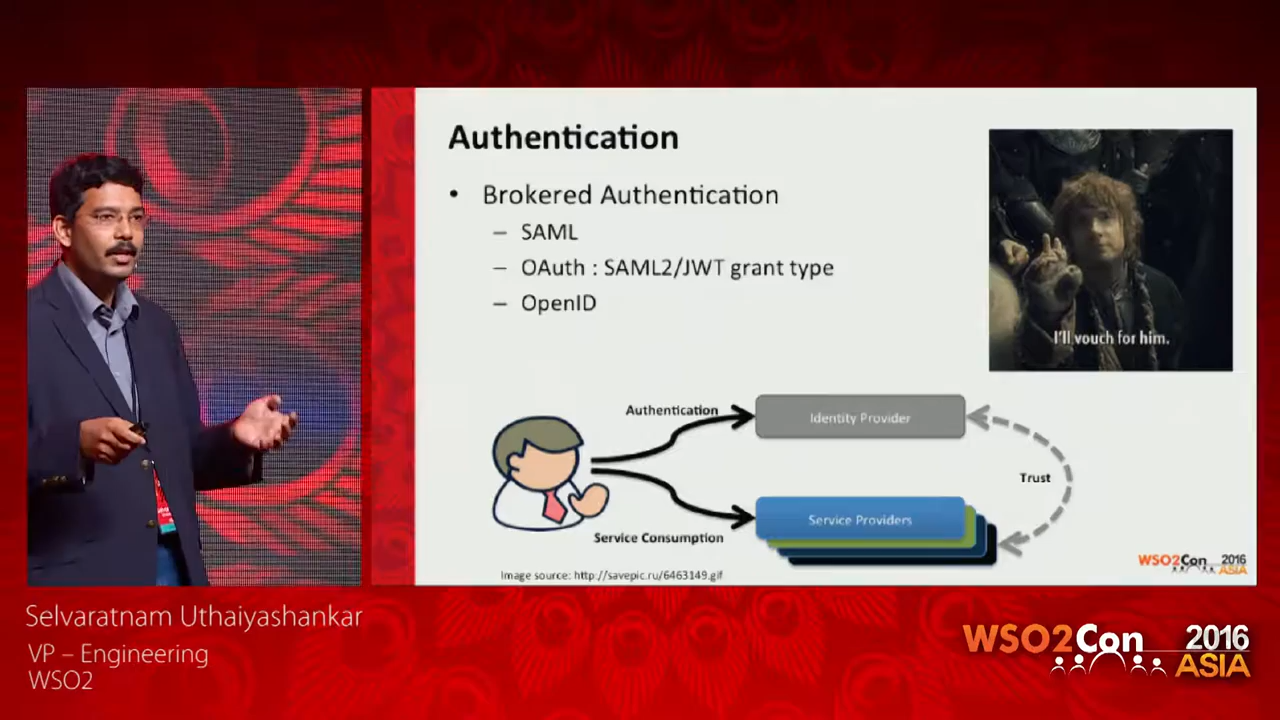 Authentication
• Brokered Authentication
– SAML
– OAuth : SAML2/JWT grant type
– OpenID
I'll vouch for him.
Authentication
Identity Provider
Trust
Service Providers
Service Consumption
Image source: http://savepic.ru/6463149.gif
WSO2Con 2016
ASIA
Selvaratnam Uthaiyashankar
VP – Engineering
WSO2
WSO2Con 2016
ASIA